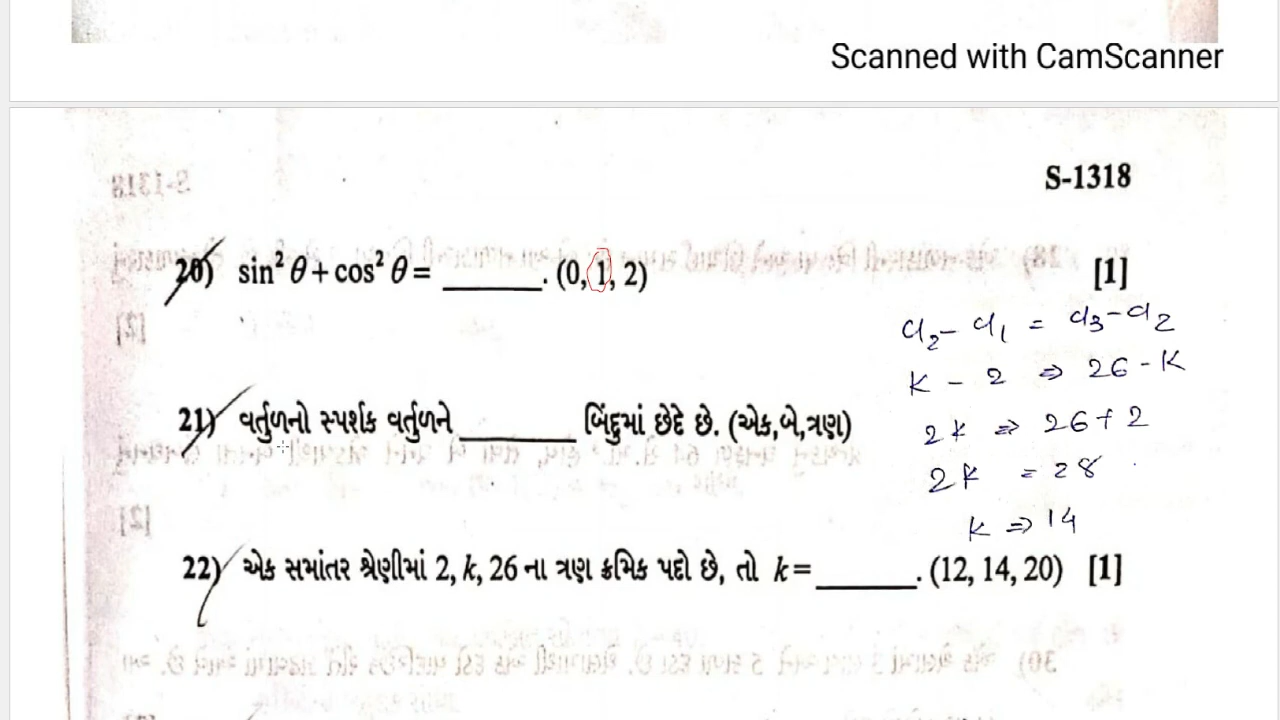 Scanned with CamScanner
S-1318
20) sin² θ + cos² θ = ______. (0, 1, 2) [1]
a₂ - a₁ = a₃ - a₂
k - 2 ⇒ 26 - k
21) વર્તુળનો સ્પર્શક વર્તુળને ______ બિંદુમાં છેદે છે. (એક,બે,ત્રણ)
2k ⇒ 26 + 2
2k = 28
k ⇒ 14
22) એક સમાંતર શ્રેણીમાં 2, k, 26 ના ત્રણ ક્રમિક પદો છે, તો k = ______. (12, 14, 20) [1]